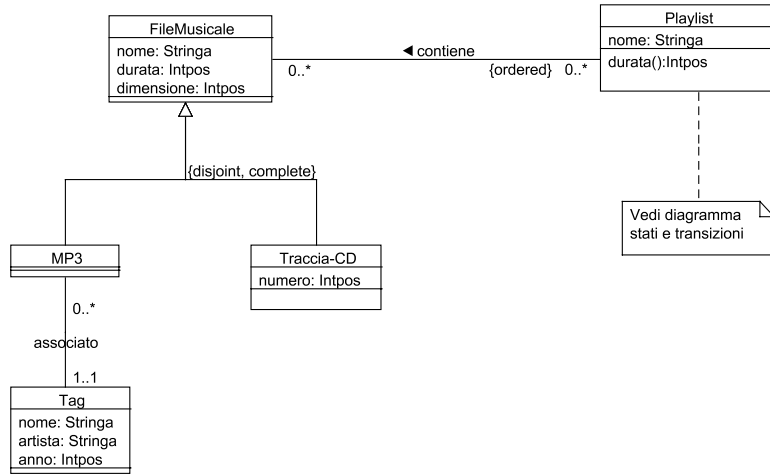 FileMusicale
nome: Stringa
durata: Intpos
dimensione: Intpos
0..*
◀ contiene
{ordered} 0..*
Playlist
nome: Stringa
durata():Intpos
{disjoint, complete}
Vedi diagramma
stati e transizioni
MP3
Traccia-CD
numero: Intpos
0..*
associato
1..1
Tag
nome: Stringa
artista: Stringa
anno: Intpos